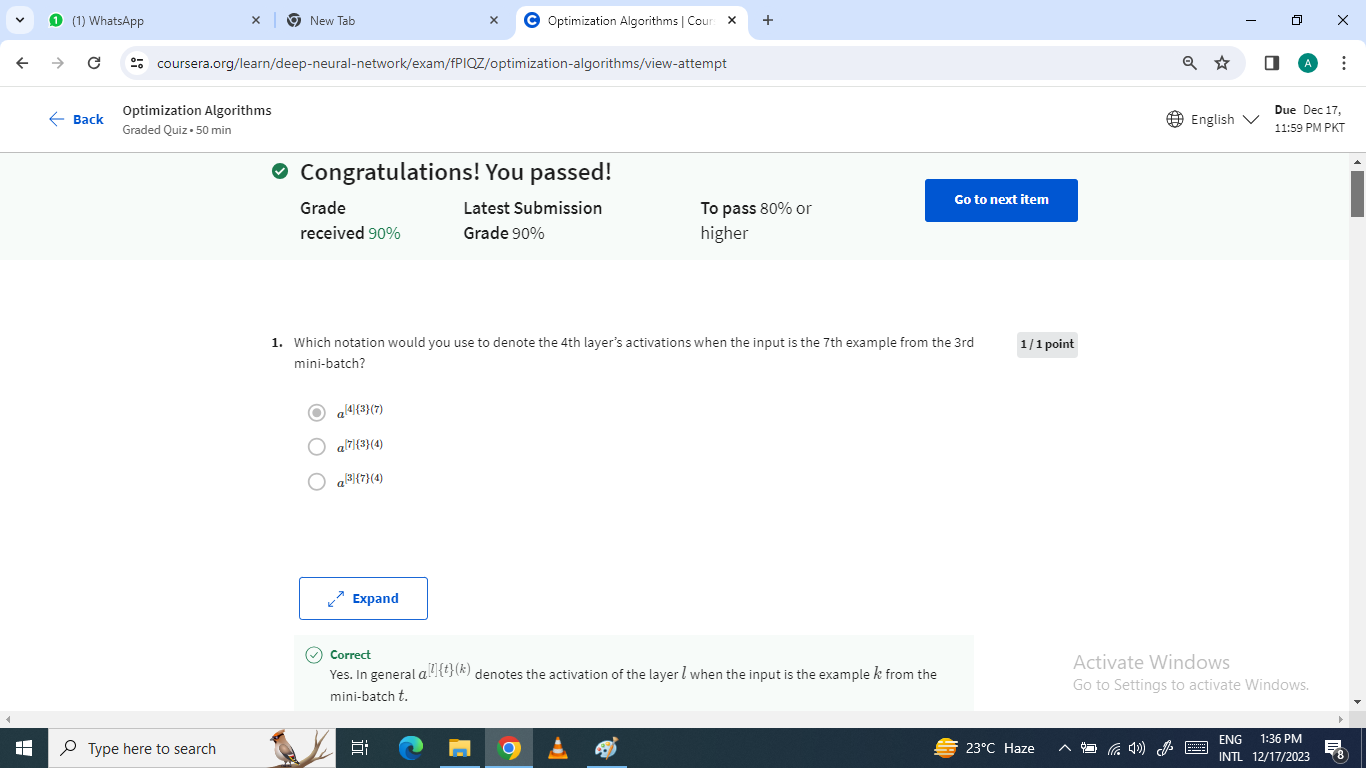 (1) WhatsApp
New Tab
Optimization Algorithms | Cour
coursera.org/learn/deep-neural-network/exam/fPIQZ/optimization-algorithms/view-attempt
A
Back
Optimization Algorithms
Graded Quiz • 50 min
English
Due Dec 17,
11:59 PM PKT
Congratulations! You passed!
Grade
received 90%
Latest Submission
Grade 90%
To pass 80% or
higher
Go to next item
1. Which notation would you use to denote the 4th layer's activations when the input is the 7th example from the 3rd
mini-batch?
1 / 1 point
a[4]{3}(7)
a[7]{3}(4)
a[3]{7}(4)
Expand
Correct
Yes. In general a[l]{t}(k) denotes the activation of the layer l when the input is the example k from the
mini-batch t.
Activate Windows
Go to Settings to activate Windows.
Type here to search
23°C Haze
ENG
INTL
1:36 PM
12/17/2023
8